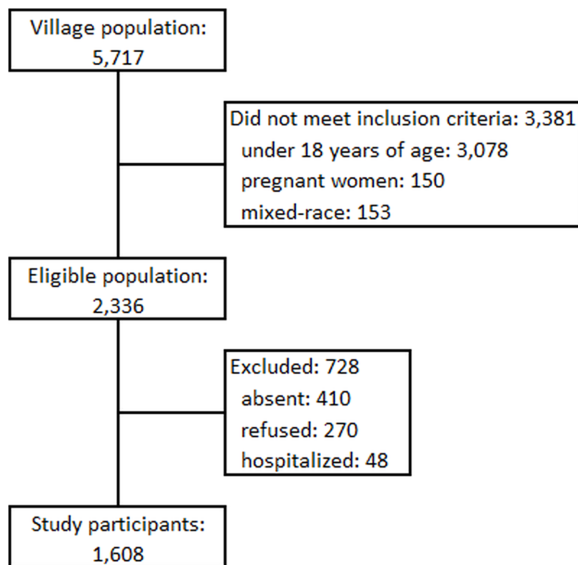 Village population:
5,717
Did not meet inclusion criteria: 3,381
under 18 years of age: 3,078
pregnant women: 150
mixed-race: 153
Eligible population:
2,336
Excluded: 728
absent: 410
refused: 270
hospitalized: 48
Study participants:
1,608